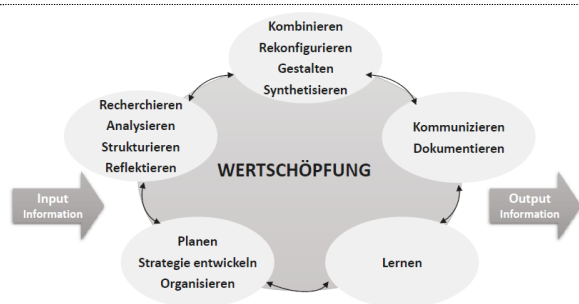 Kombinieren
Rekonfigurieren
Gestalten
Synthetisieren
Recherchieren
Analysieren
Strukturieren
Reflektieren
Kommunizieren
Dokumentieren
WERTSCHÖPFUNG
Input
Information
Output
Information
Planen
Strategie entwickeln
Organisieren
Lernen